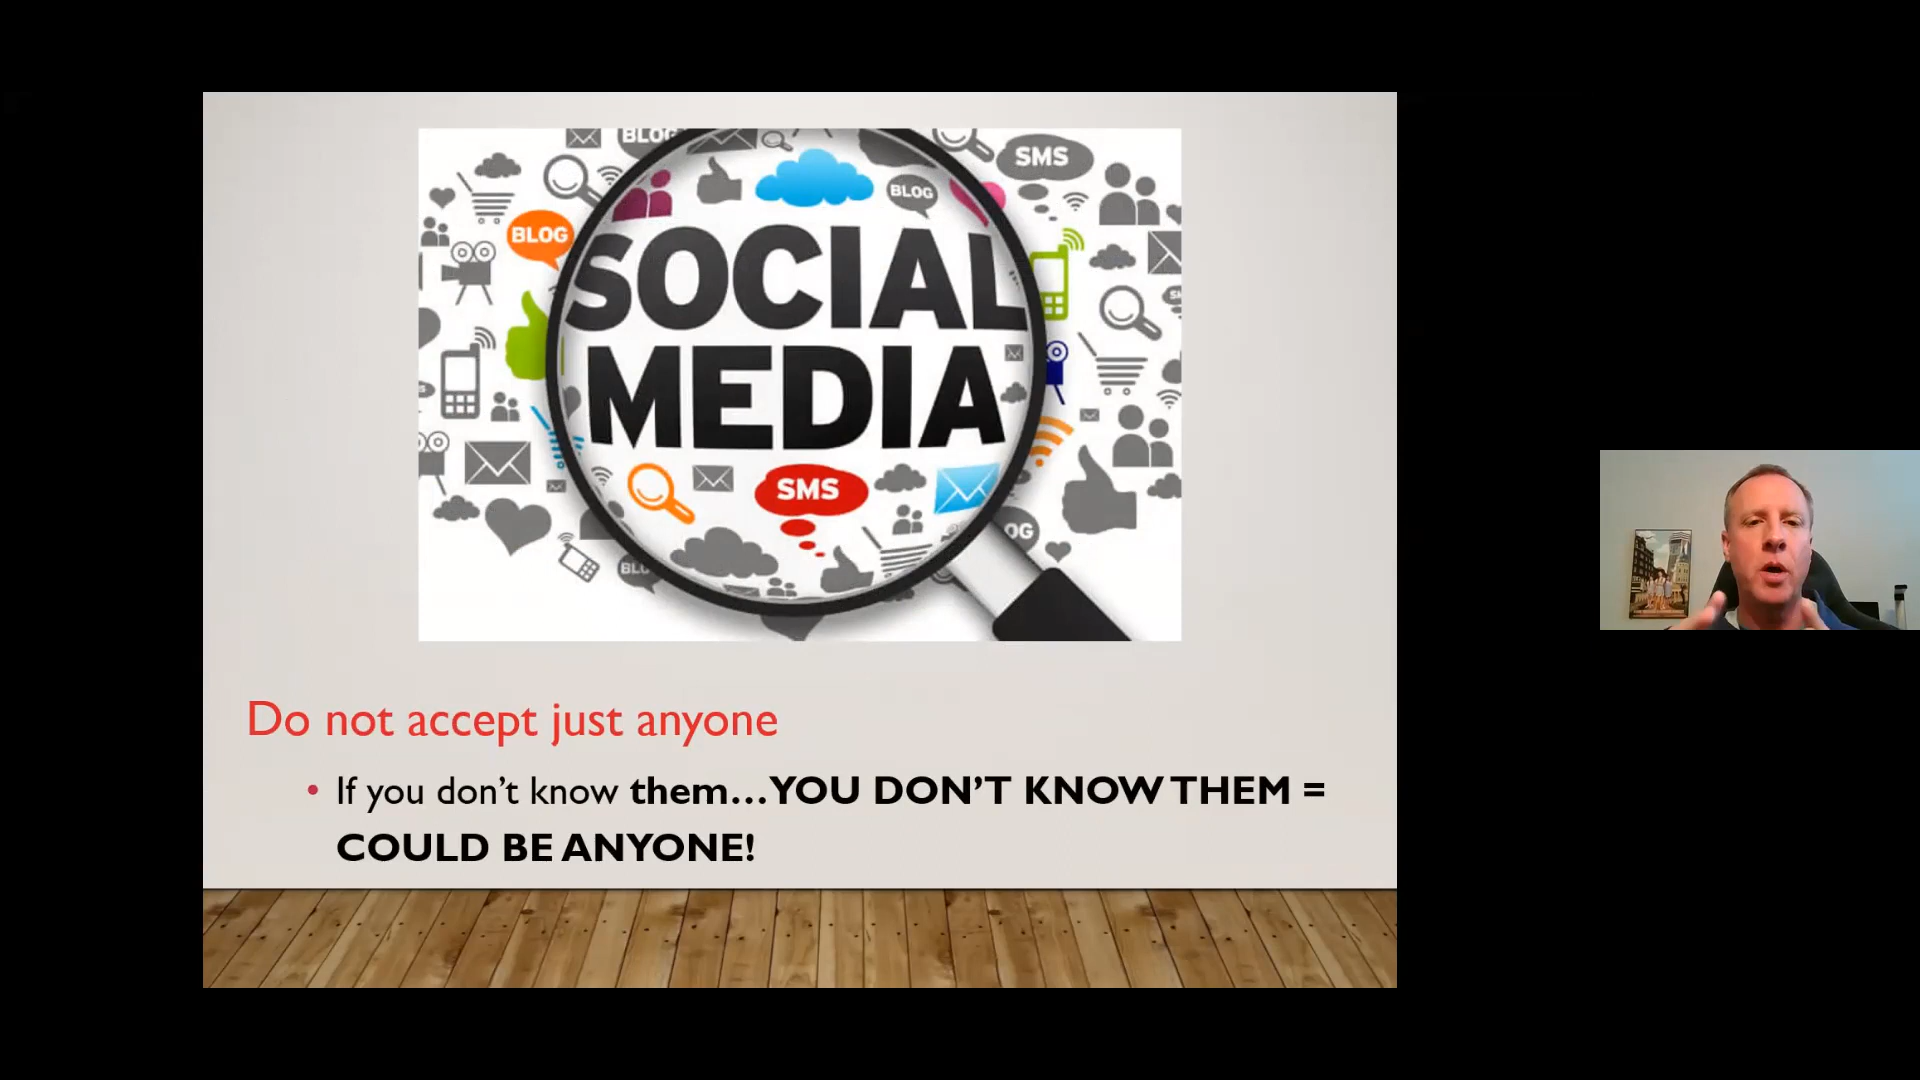 BLOG
SMS
BLOG
BLOG
SOCIAL
MEDIA
SMS
Do not accept just anyone
• If you don’t know them...YOU DON’T KNOW THEM =
COULD BE ANYONE!